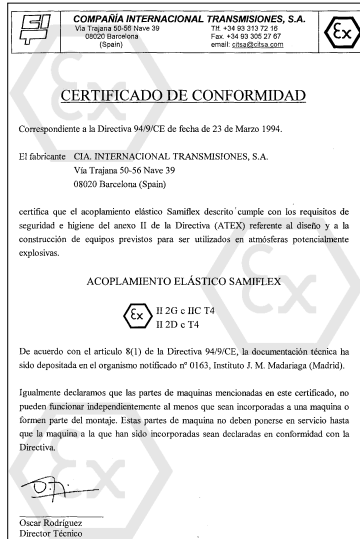 COMPAÑÍA INTERNACIONAL TRANSMISIONES, S.A.
Vía Trajana 50-56 Nave 39
08020 Barcelona
(Spain)
Tlf. +34 93 313 72 16
Fax. +34 93 305 27 67
email: citsa@citsa.com
CERTIFICADO DE CONFORMIDAD
Correspondiente a la Directiva 94/9/CE de fecha de 23 de Marzo 1994.
El fabricante CIA. INTERNACIONAL TRANSMISIONES, S.A.
Vía Trajana 50-56 Nave 39
08020 Barcelona (Spain)
certifica que el acoplamiento elástico Samiflex descrito cumple con los requisitos de
seguridad e higiene del anexo II de la Directiva (ATEX) referente al diseño y a la
construcción de equipos previstos para ser utilizados en atmósferas potencialmente
explosivas.
ACOPLAMIENTO ELÁSTICO SAMIFLEX
Ex II 2G c IIC T4
II 2D c T4
De acuerdo con el articulo 8(1) de la Directiva 94/9/CE, la documentación técnica ha
sido depositada en el organismo notificado nº 0163, Instituto J. M. Madariaga (Madrid).
Igualmente declaramos que las partes de maquinas mencionadas en este certificado, no
pueden funcionar independientemente al menos que sean incorporadas a una maquina o
formen parte del montaje. Estas partes de maquina no deben ponerse en servicio hasta
que la maquina a la que han sido incorporadas sean declaradas en conformidad con la
Directiva.
Oscar Rodríguez
Director Técnico